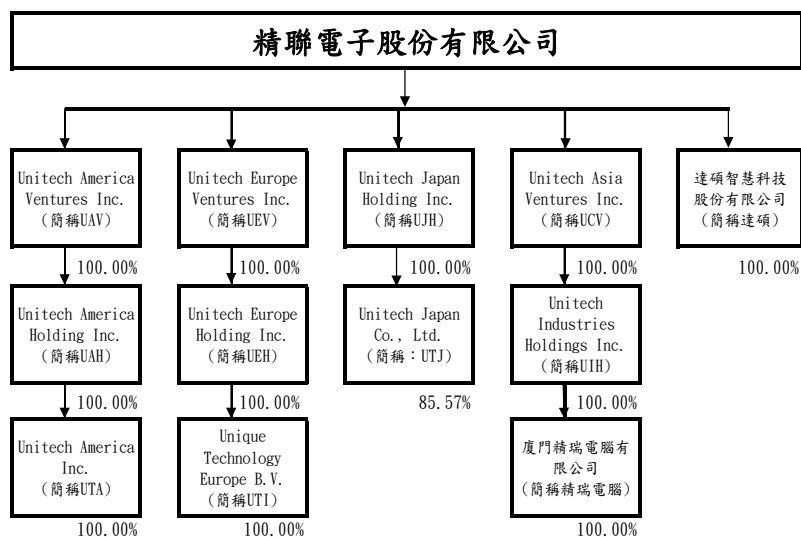 精聯電子股份有限公司
Unitech America
Ventures Inc.
(簡稱UAV)
100.00%
Unitech Europe
Ventures Inc.
(簡稱UEV)
100.00%
Unitech Japan
Holding Inc.
(簡稱UJH)
100.00%
Unitech Asia
Ventures Inc.
(簡稱UCV)
100.00%
達碩智慧科技
股份有限公司
(簡稱達碩)
100.00%
Unitech America
Holding Inc.
(簡稱UAH)
100.00%
Unitech Europe
Holding Inc.
(簡稱UEH)
100.00%
Unitech Japan
Co., Ltd.
(簡稱：UTJ)
85.57%
Unitech
Industries
Holdings Inc.
(簡稱UIH)
100.00%
Unitech America
Inc.
(簡稱UTA)
100.00%
Unique
Technology
Europe B.V.
(簡稱UTI)
100.00%
廈門精瑞電腦有
限公司
(簡稱精瑞電腦)
100.00%